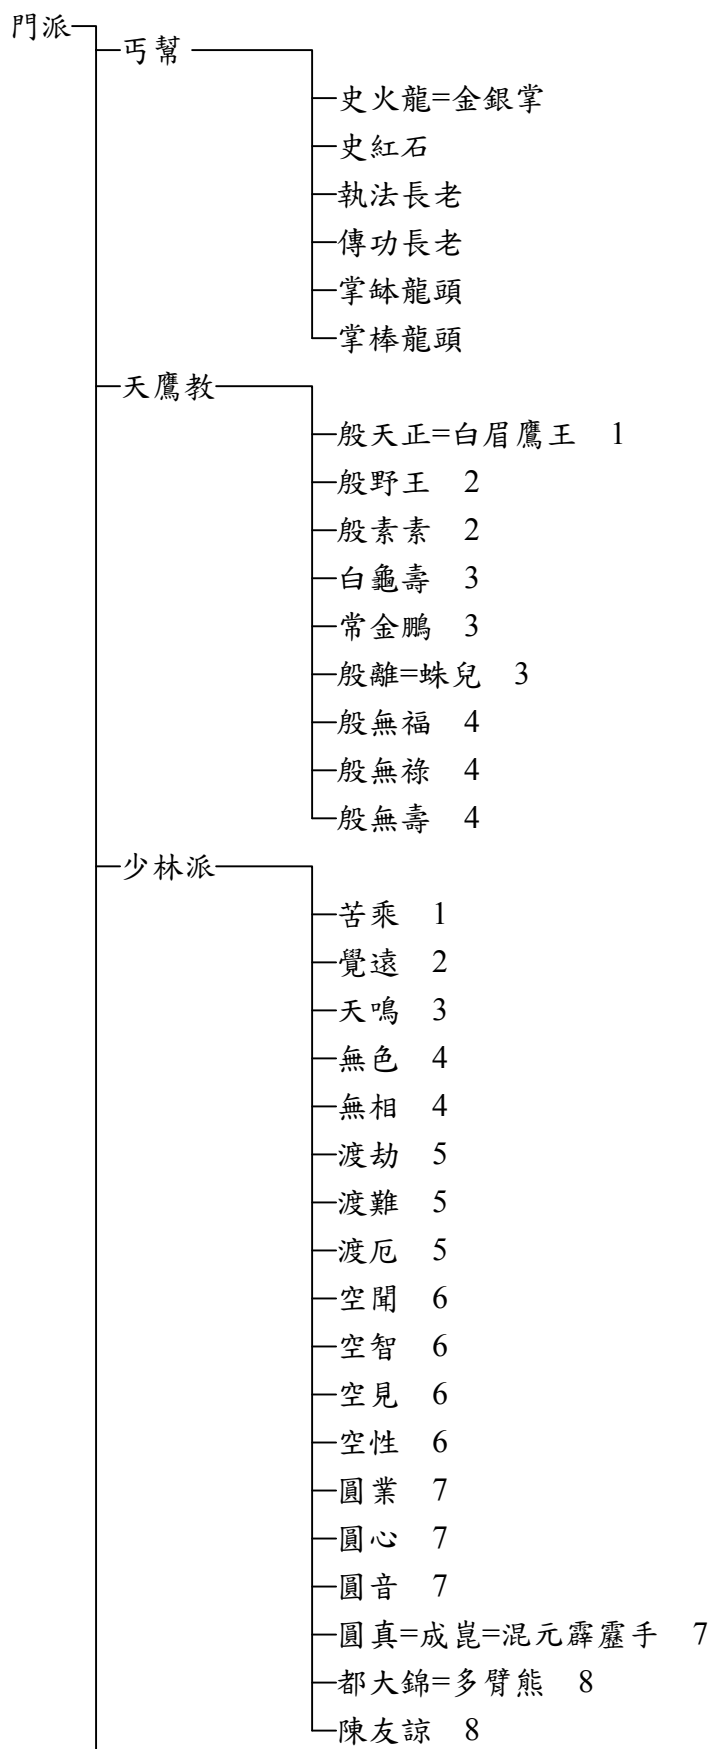 門派
丐幫
史火龍=金銀掌
史紅石
執法長老
傳功長老
掌缽龍頭
掌棒龍頭
天鷹教
殷天正=白眉鷹王 1
殷野王 2
殷素素 2
白龜壽 3
常金鵬 3
殷離=蛛兒 3
殷無福 4
殷無祿 4
殷無壽 4
少林派
苦乘 1
覺遠 2
天鳴 3
無色 4
無相 4
渡劫 5
渡難 5
渡厄 5
空聞 6
空智 6
空見 6
空性 6
圓業 7
圓心 7
圓音 7
圓真=成崑=混元霹靂手 7
都大錦=多臂熊 8
陳友諒 8